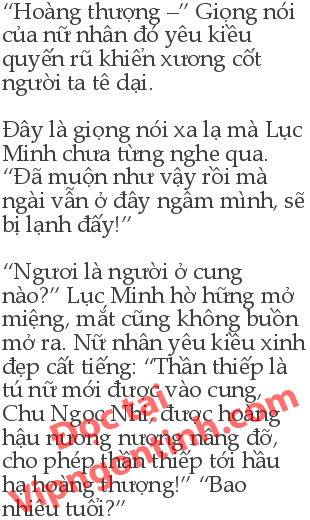 “Hoàng thượng –” Giọng nói
của nữ nhân đó yêu kiều
quyến rũ khiển xương cốt
người ta tê dại.
Đây là giọng nói xa lạ mà Lục
Minh chưa từng nghe qua.
“Đã muộn như vậy rồi mà
ngài vẫn ở đây ngâm mình, sẽ
bị lạnh đấy!”
“Ngươi là người ở cung
nào?” Lục Minh hờ hững mở
miệng, mắt cũng không buồn
mở ra. Nữ nhân yêu kiều xinh
đẹp cất tiếng: “Thần thiếp là
tú nữ mới được vào cung,
Chu Ngọc Nhi, được hoàng
hậu nương nương nâng đỡ,
cho phép thần thiếp tới hầu
hạ hoàng thượng!” “Bao
nhiêu tuổi?”
Đọc tại
Vipngontinh.com